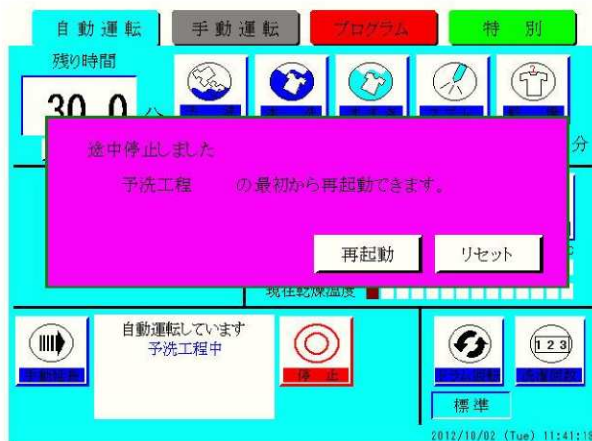 自動運転
手動運転
プログラム
特 別
残り時間
30.0
分
途中停止しました
予洗工程 の最初から再起動できます。
再起動 リセット
現在乾燥温度
自動運転しています
予洗工程中
停 止
123
標準
2012/10/02 (Tue) 11:41:19